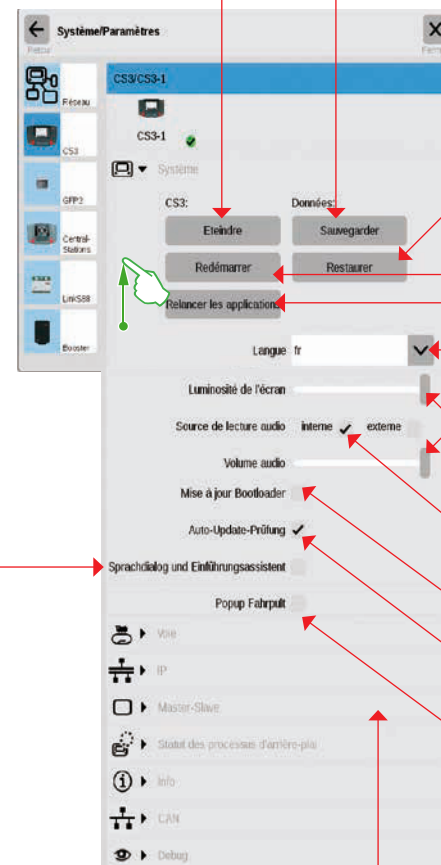 Système/Paramètres
Retour
Réseau
CS3
GFP3
Central-
Stations
LinkS88
Booster
CS3/CS3-1
CS3-1
Système
CS3: Données:
Eteindre Sauvegarder
Redémarrer Restaurer
Relancer les applications
Langue fr
Luminosité de l'écran
Source de lecture audio interne externe
Volume audio
Mise à jour Bootloader
Auto-Update-Prüfung
Sprachdialog und Einführungsassistent
Popup Fahrpult
Voie
IP
Master-Slave
Statut des processus d'arrière-plan
Info
CAN
Debug